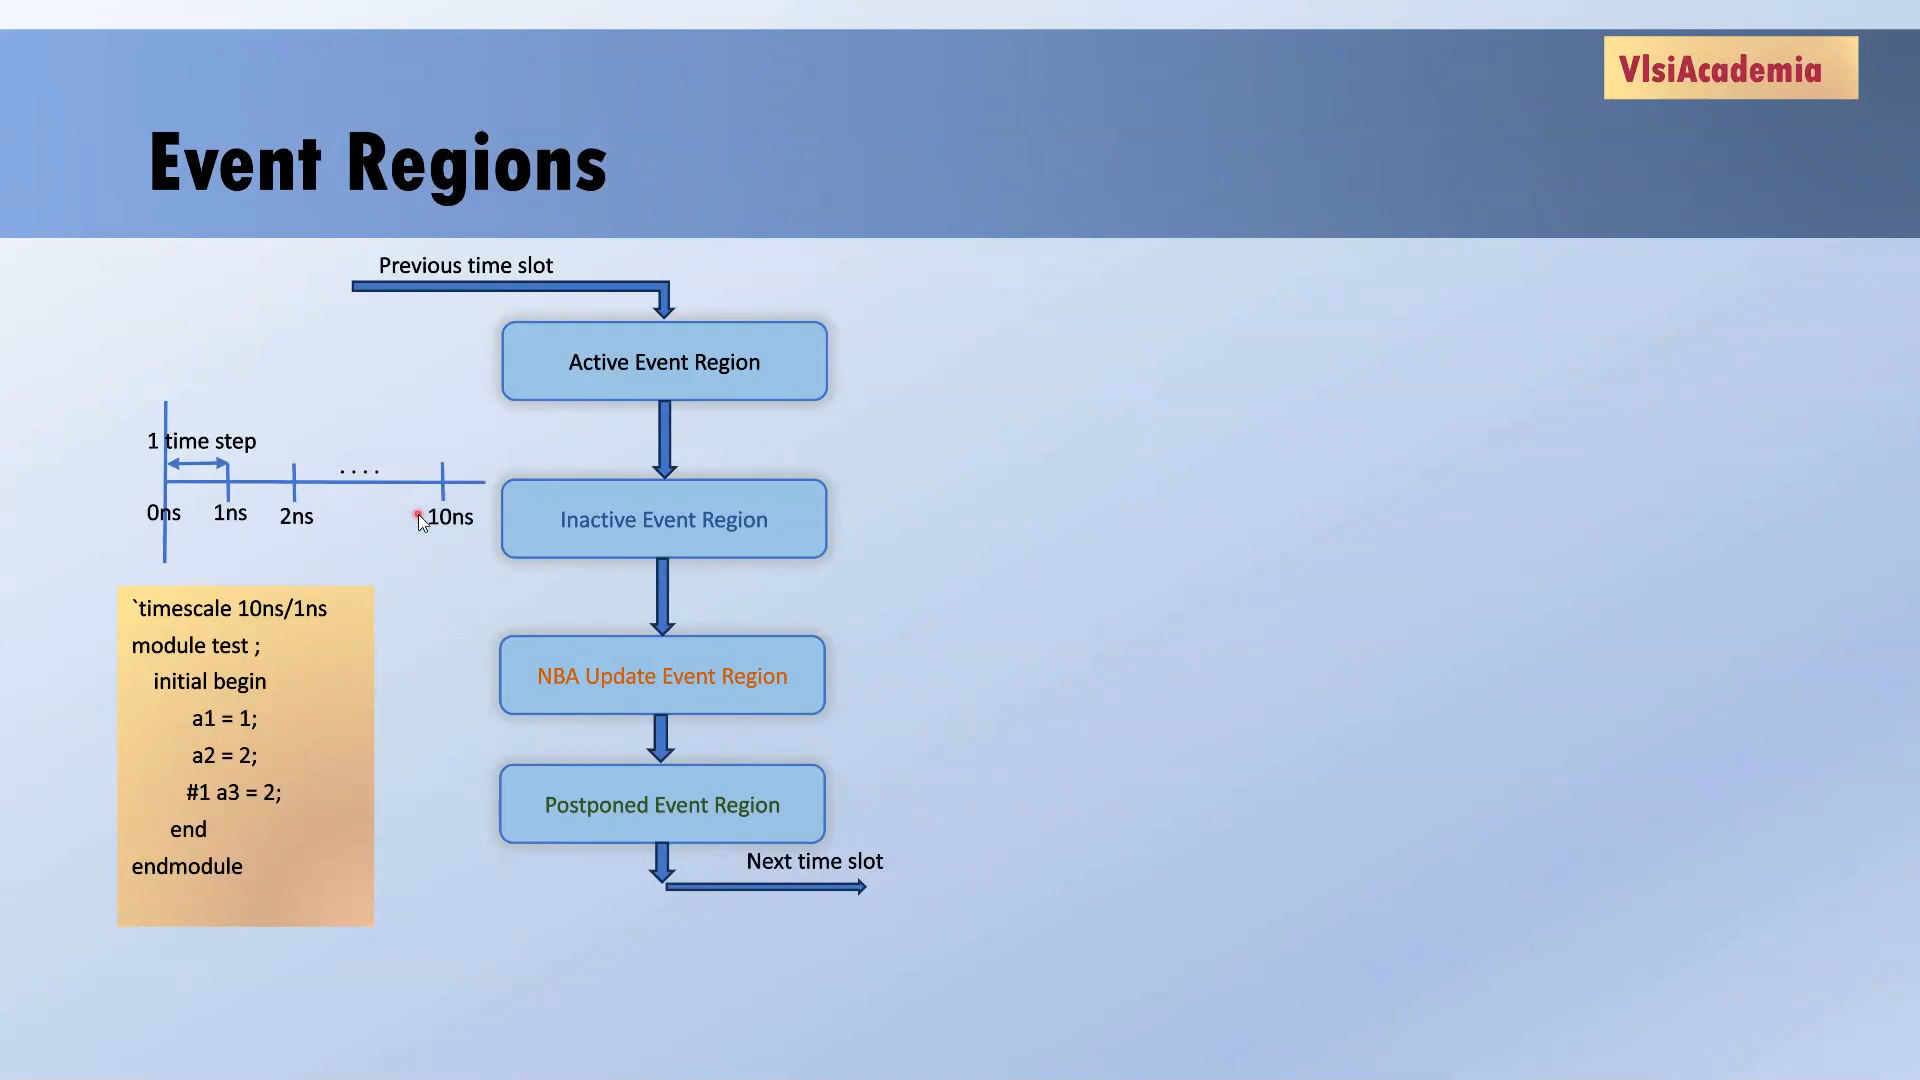 VlsiAcademia
Event Regions
Previous time slot
Active Event Region
1 time step
. . . .
0ns
1ns
2ns
10ns
Inactive Event Region
`timescale 10ns/1ns
module test ;
initial begin
a1 = 1;
a2 = 2;
#1 a3 = 2;
end
endmodule
NBA Update Event Region
Postponed Event Region
Next time slot